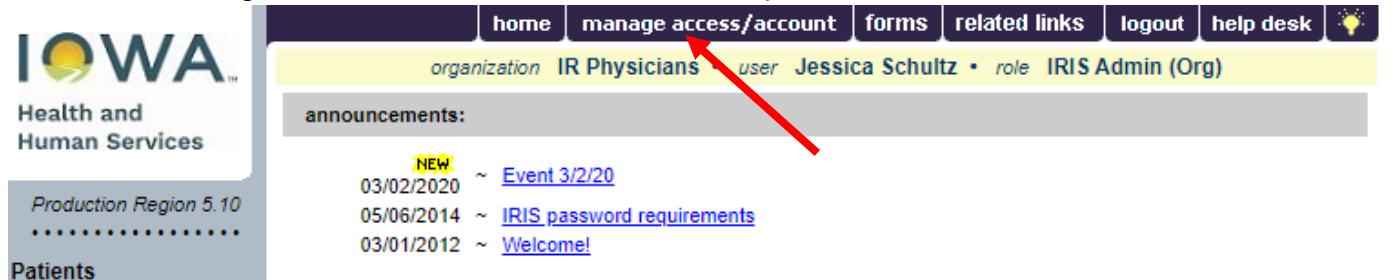 home manage access/account forms related links logout help desk
IOWA
organization IR Physicians • user Jessica Schultz • role IRIS Admin (Org)
Health and
Human Services
announcements:
NEW
03/02/2020 ~ Event 3/2/20
Production Region 5.10
05/06/2014 ~ IRIS password requirements
03/01/2012 ~ Welcome!
Patients